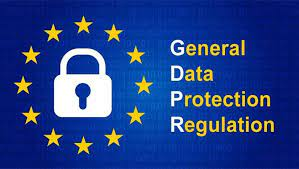 General
Data
Protection
Regulation